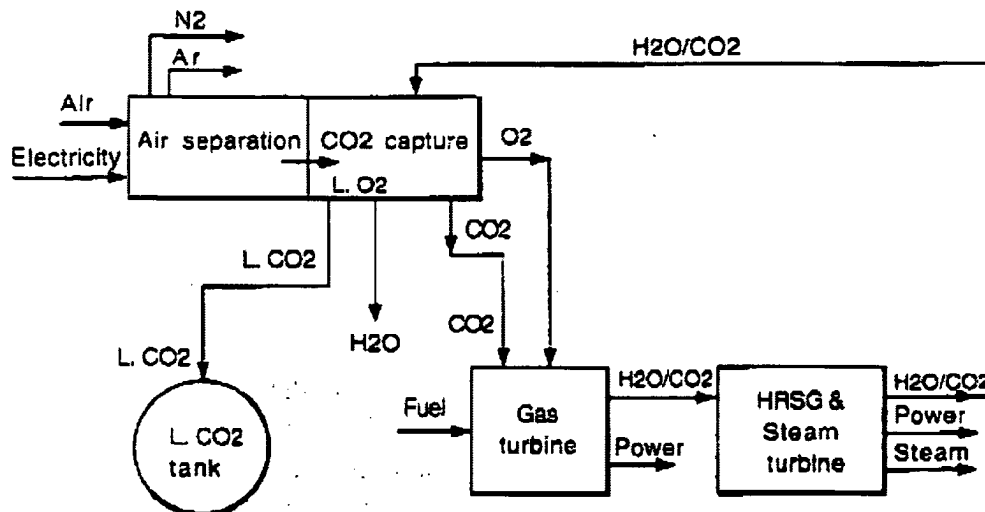 N2
Ar
H2O/CO2
Air
Air separation
CO2 capture
O2
Electricity
L. O2
CO2
L. CO2
H2O
CO2
L. CO2
H2O/CO2
H2O/CO2
Fuel
Gas
turbine
HRSG &
Steam
turbine
Power
Power
Steam
L. CO2
tank